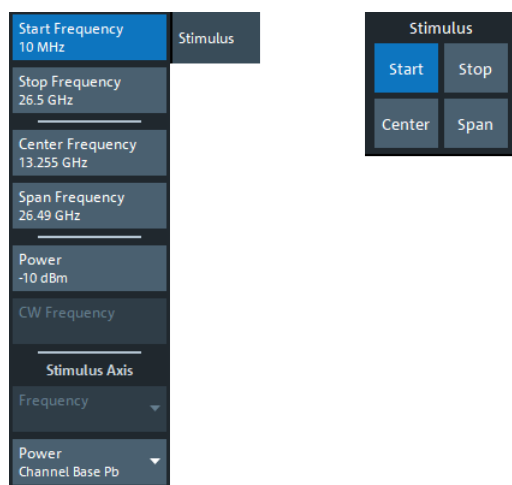 Start Frequency
10 MHz
Stimulus
Stop Frequency
26.5 GHz
Center Frequency
13.255 GHz
Span Frequency
26.49 GHz
Power
-10 dBm
CW Frequency
Stimulus Axis
Frequency
Power
Channel Base Pb
Stimulus
Start Stop
Center Span